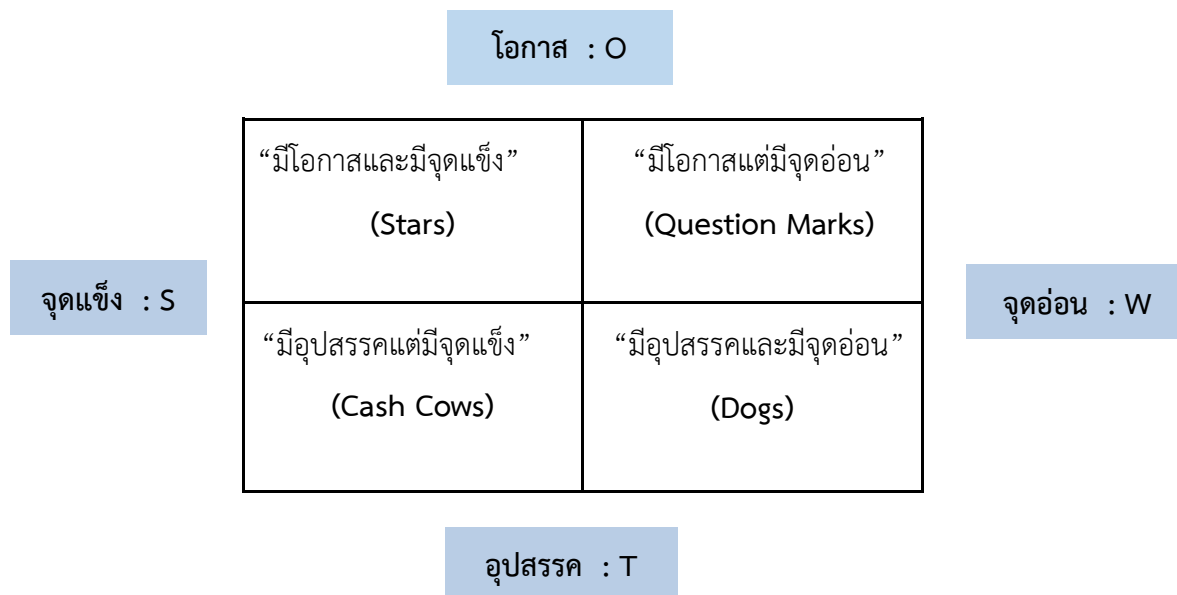 โอกาส : O
“มีโอกาสและมีจุดแข็ง”
(Stars)
“มีโอกาสแต่มีจุดอ่อน”
(Question Marks)
จุดแข็ง : S
จุดอ่อน : W
“มีอุปสรรคแต่มีจุดแข็ง”
(Cash Cows)
“มีอุปสรรคและมีจุดอ่อน”
(Dogs)
อุปสรรค : T